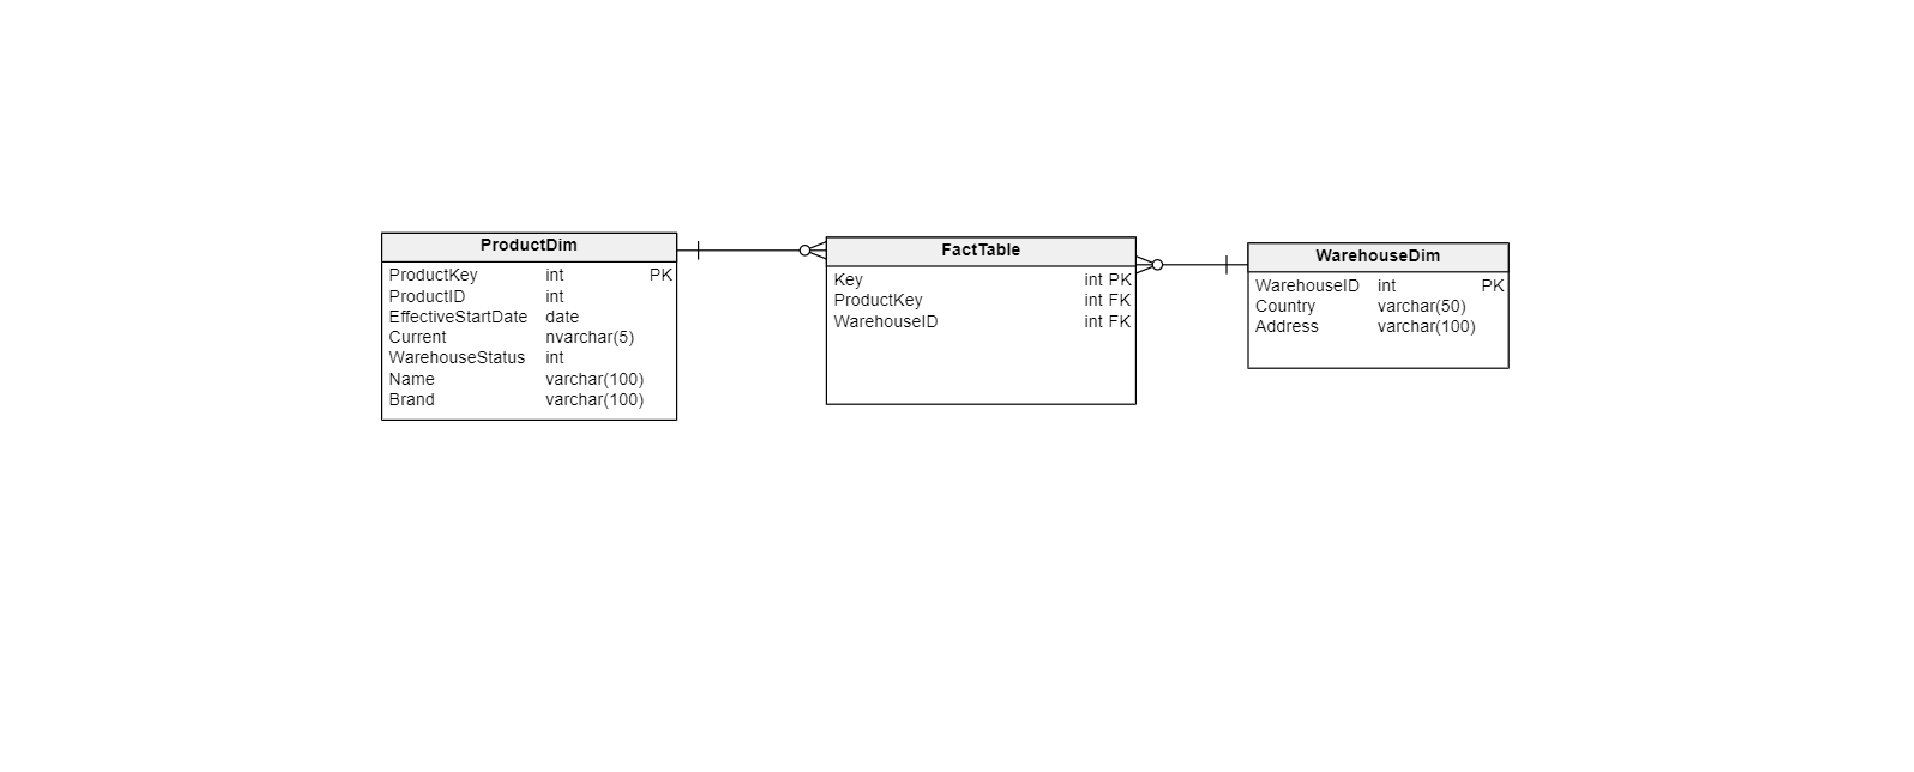 ProductDim
ProductKey int PK
ProductID int
EffectiveStartDate date
Current nvarchar(5)
WarehouseStatus int
Name varchar(100)
Brand varchar(100)
FactTable
Key int PK
ProductKey int FK
WarehouseID int FK
WarehouseDim
WarehouseID int PK
Country varchar(50)
Address varchar(100)